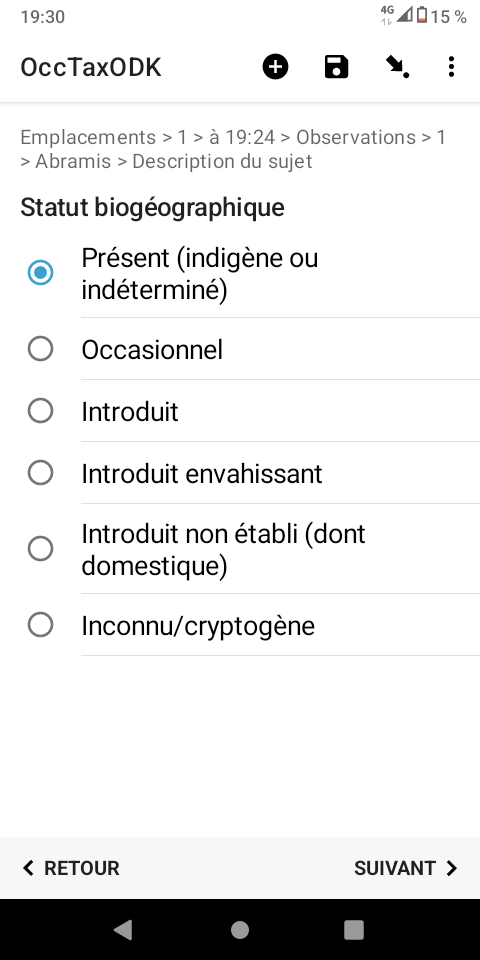 19:30
4G
15 %
OccTaxODK
Emplacements > 1 > à 19:24 > Observations > 1
> Abramis > Description du sujet
Statut biogéographique
Présent (indigène ou
indéterminé)
Occasionnel
Introduit
Introduit envahissant
Introduit non établi (dont
domestique)
Inconnu/cryptogène
RETOUR
SUIVANT